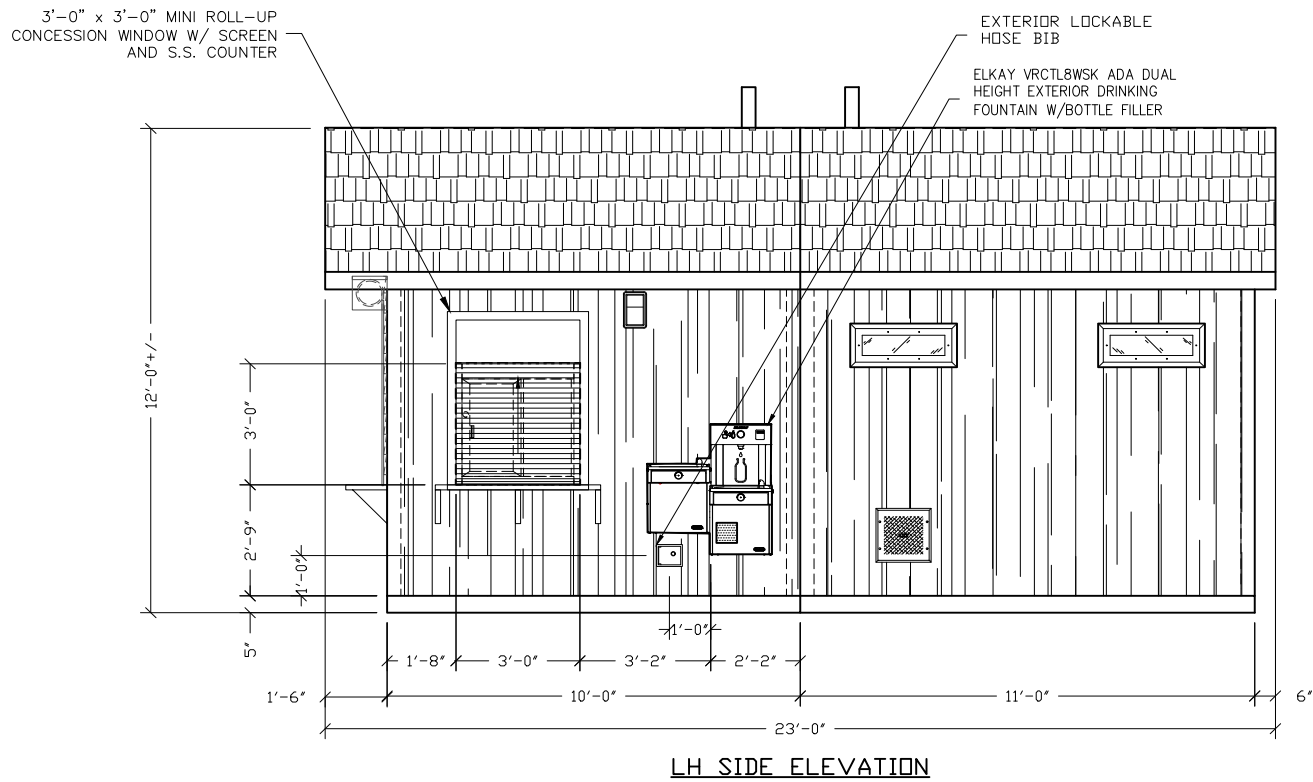 3'-0" x 3'-0" MINI ROLL-UP
CONCESSION WINDOW W/ SCREEN
AND S.S. COUNTER
EXTERIOR LOCKABLE
HOSE BIB
ELKAY VRCTL8WSK ADA DUAL
HEIGHT EXTERIOR DRINKING
FOUNTAIN W/BOTTLE FILLER
12'-0"+/-
3'-0"
2'-9"
1'-0"
5"
1'-0"
1'-8"
3'-0"
3'-2"
2'-2"
1'-6"
10'-0"
11'-0"
6"
23'-0"
LH SIDE ELEVATION